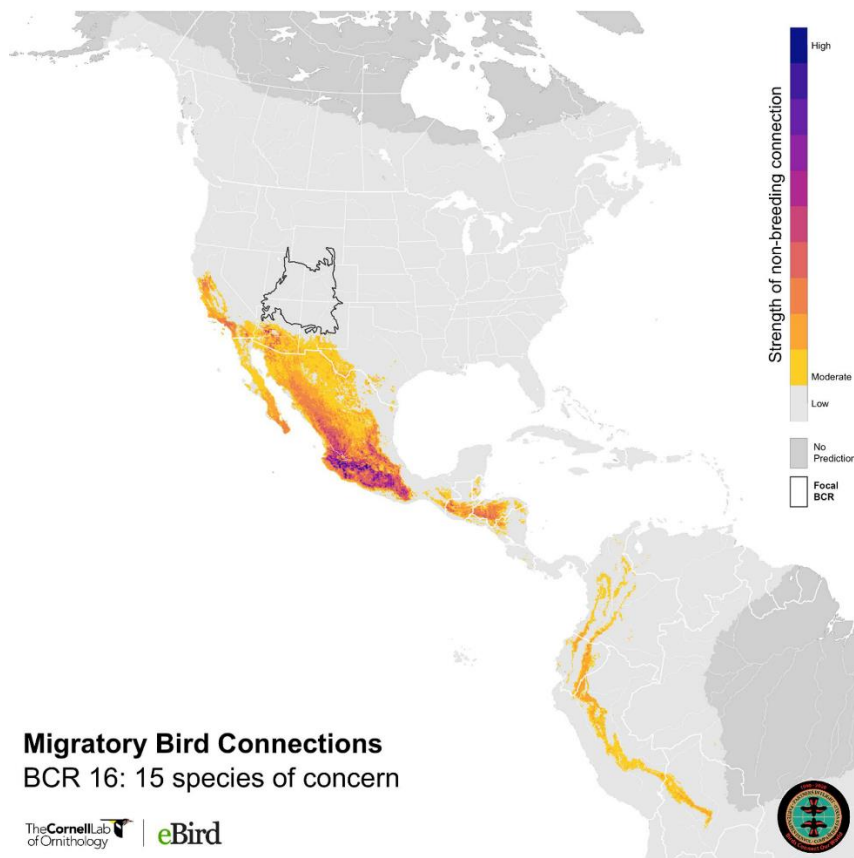 High
Strength of non-breeding connection
Moderate
Low
No
Prediction
Focal
BCR
Migratory Bird Connections
BCR 16: 15 species of concern
TheCornellLab
of Ornithology
eBird